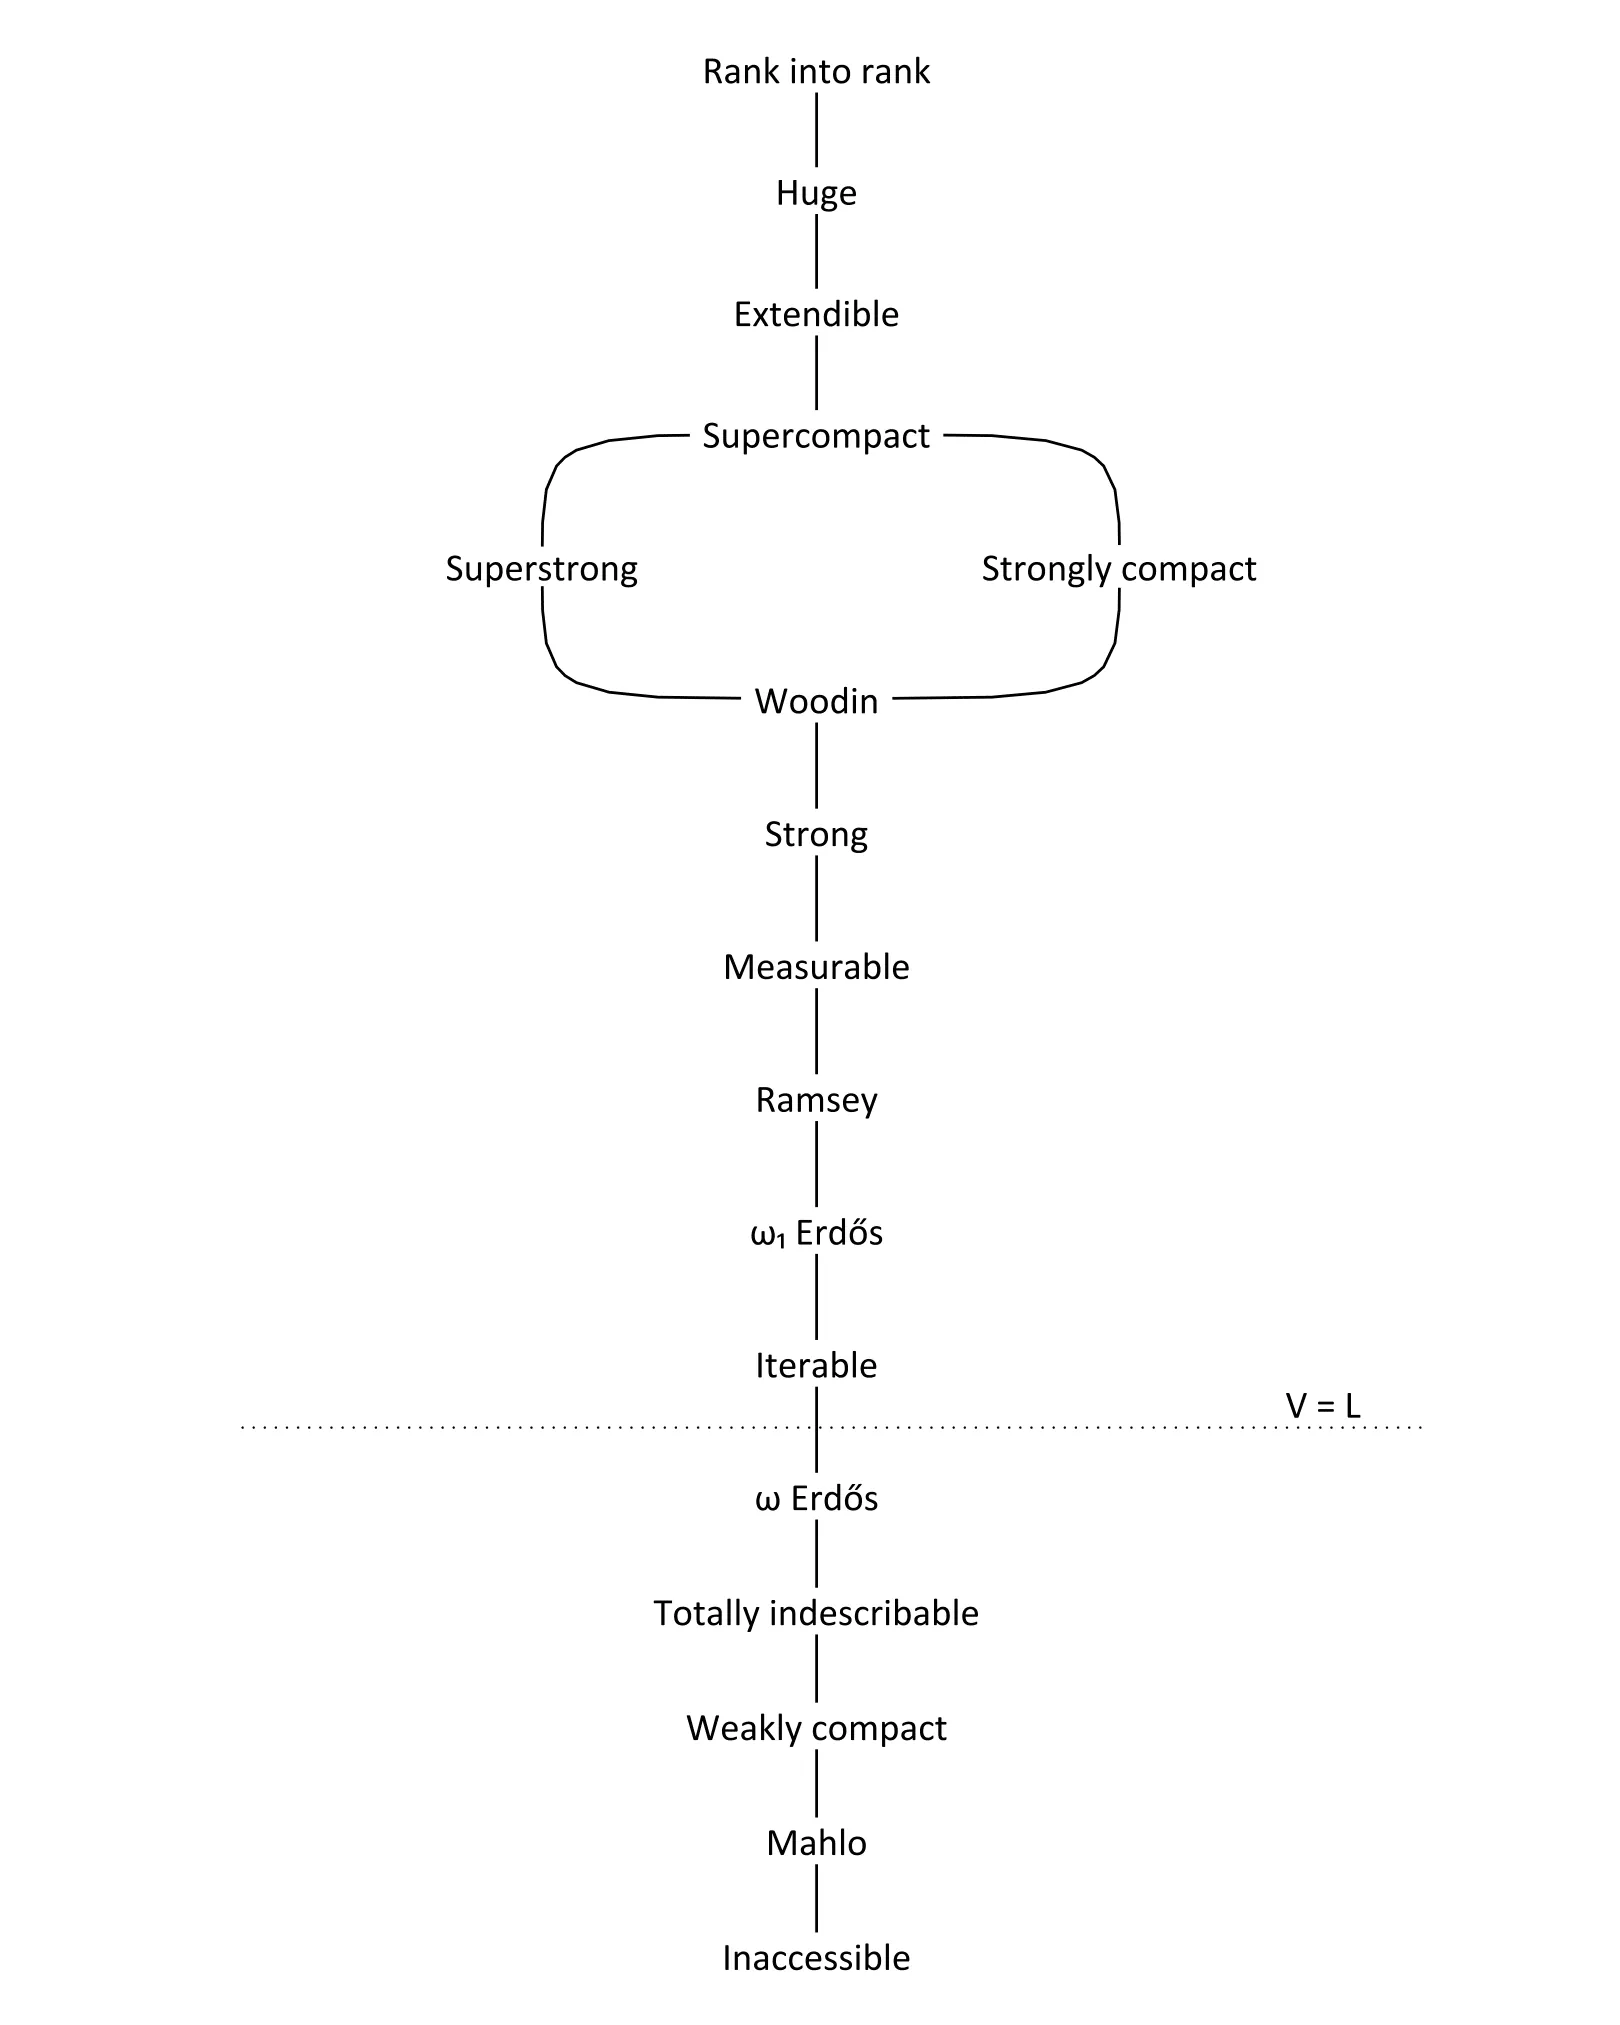 Rank into rank
Huge
Extendible
Supercompact
Superstrong
Strongly compact
Woodin
Strong
Measurable
Ramsey
ω₁ Erdős
Iterable
V = L
ω Erdős
Totally indescribable
Weakly compact
Mahlo
Inaccessible